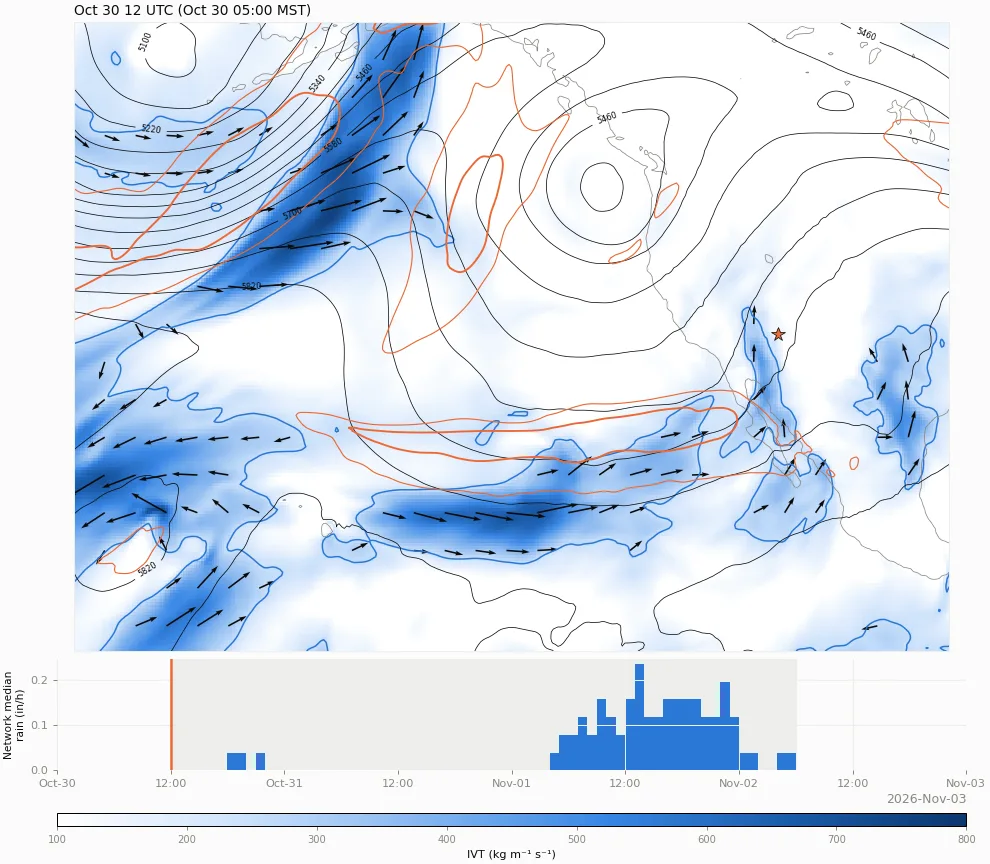 Oct 30 12 UTC (Oct 30 05:00 MST)
5100
5460
5460
5340
5460
5220
5580
5700
5820
5820
Network median
rain (in/h)
0.2
0.1
0.0
Oct-30
12:00
Oct-31
12:00
Nov-01
12:00
Nov-02
12:00
Nov-03
2026-Nov-03
100
200
300
400
500
600
700
800
IVT (kg m⁻¹ s⁻¹)